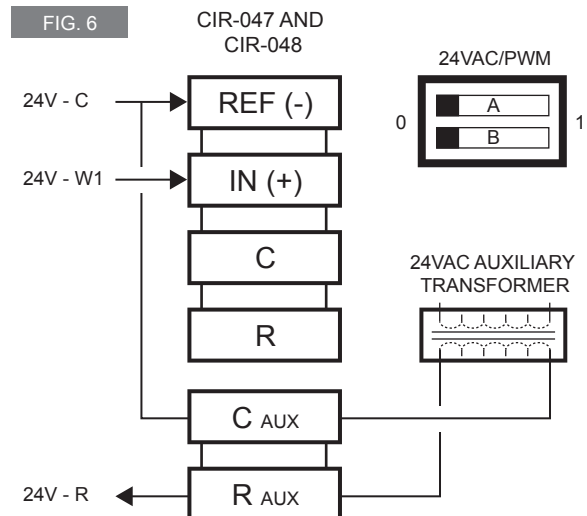 FIG. 6
CIR-047 AND
CIR-048
24VAC/PWM
24V - C
REF (-)
0
A
1
B
24V - W1
IN (+)
C
24VAC AUXILIARY
TRANSFORMER
R
C AUX
24V - R
R AUX